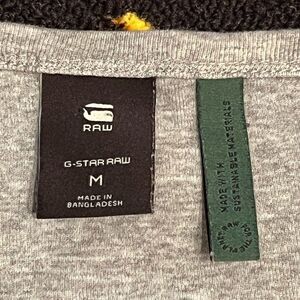 RAW
G-STAR RAW
M
MADE IN
BANGLADESH
MADE WITH
SUSTAINABLE MATERIALS